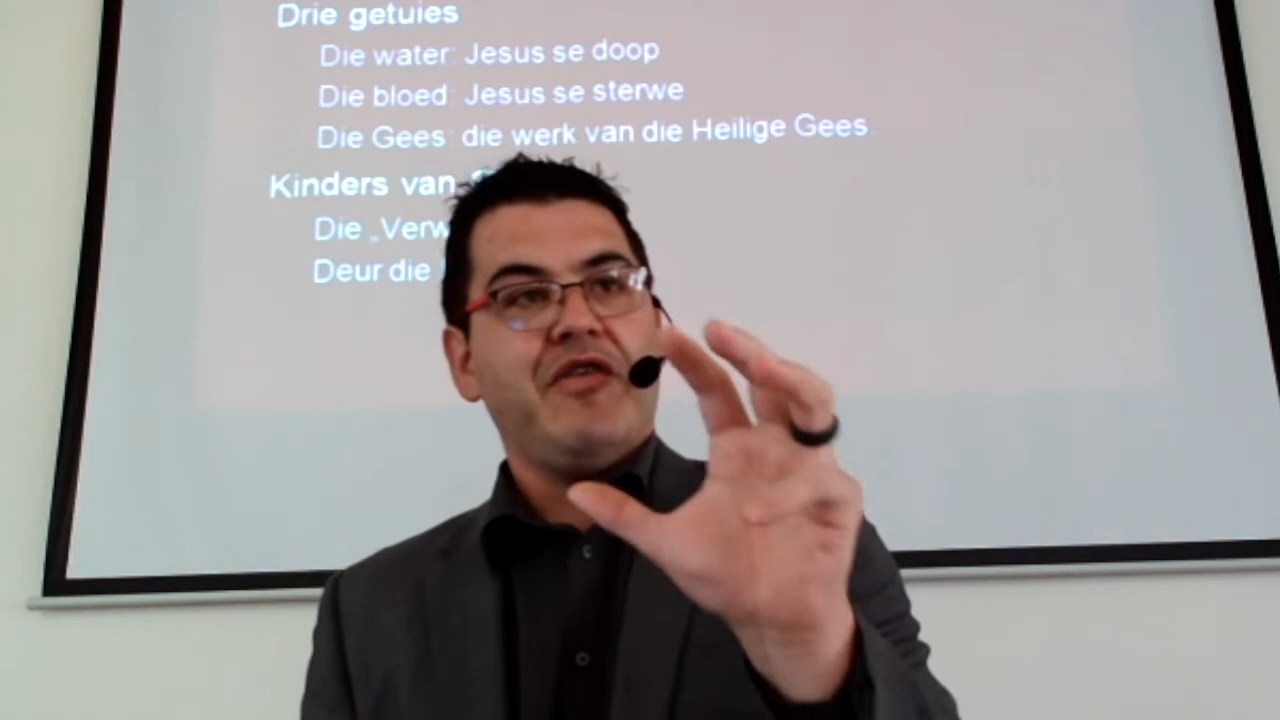 Drie getuies
Die water: Jesus se doop
Die bloed: Jesus se sterwe
Die Gees: die werk van die Heilige Gees.
Kinders van
Die
Deur die